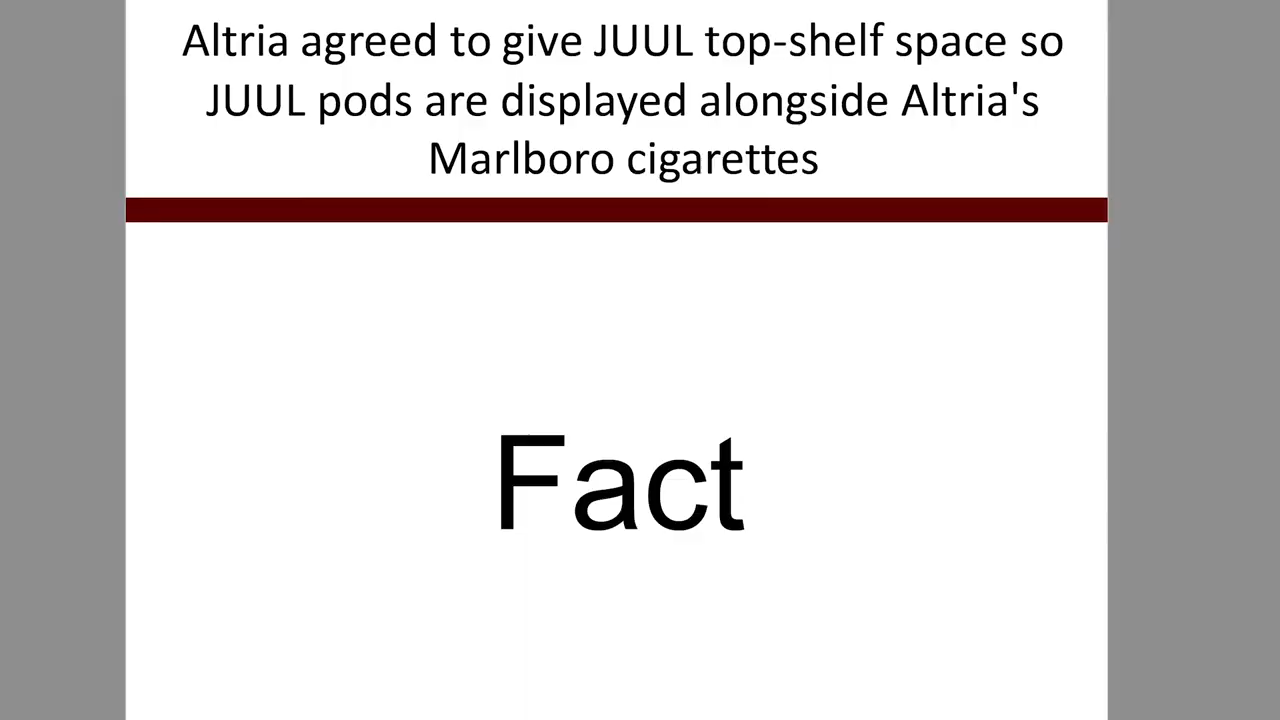 Altria agreed to give JUUL top-shelf space so
JUUL pods are displayed alongside Altria's
Marlboro cigarettes
Fact